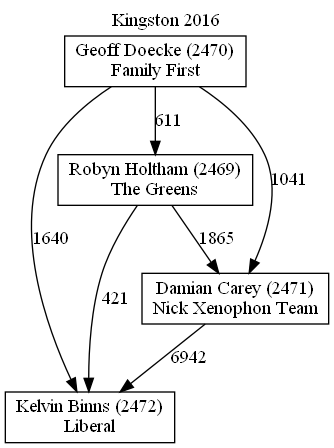 Kingston 2016
Geoff Doecke (2470)
Family First
611
Robyn Holtham (2469)
The Greens
1041
1640
421
1865
Damian Carey (2471)
Nick Xenophon Team
6942
Kelvin Binns (2472)
Liberal